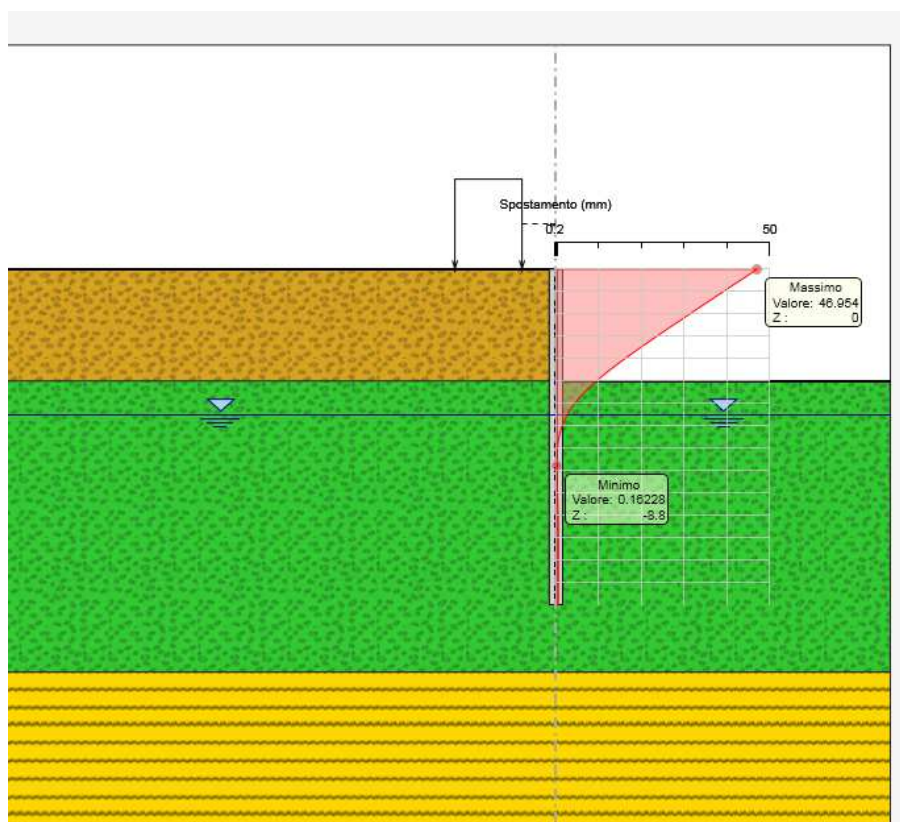 Spostamento (mm)
0.2 50
Massimo
Valore: 46.954
Z : 0
Minimo
Valore: 0.16228
Z : -8.8